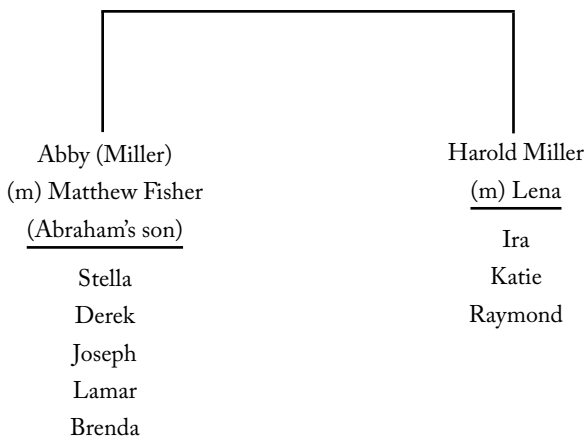 Abby (Miller)
(m) Matthew Fisher
(Abraham’s son)
Stella
Derek
Joseph
Lamar
Brenda
Harold Miller
(m) Lena
Ira
Katie
Raymond